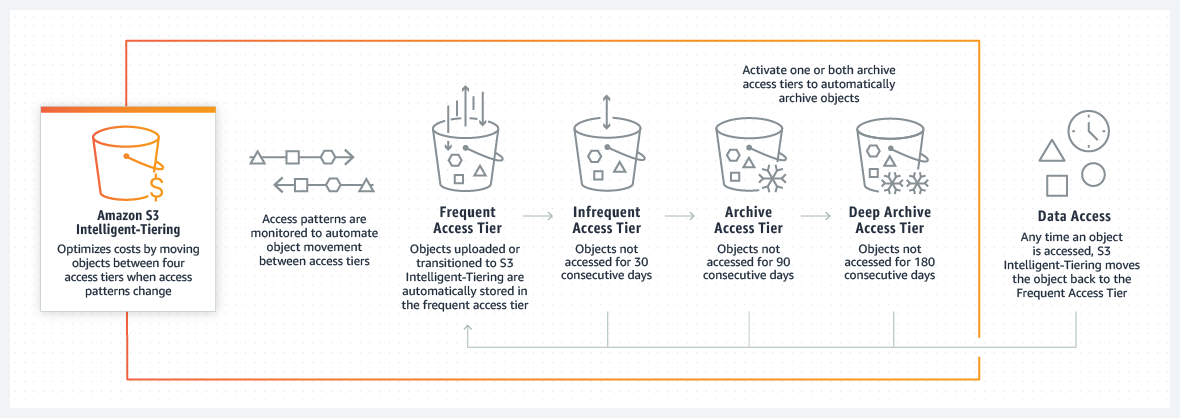 Activate one or both archive
access tiers to automatically
archive objects
$
Amazon S3
Intelligent-Tiering
Optimizes costs by moving
objects between four
access tiers when access
patterns change
Access patterns are
monitored to automate
object movement
between access tiers
Frequent
Access Tier
Objects uploaded or
transitioned to S3
Intelligent-Tiering are
automatically stored in
the frequent access tier
Infrequent
Access Tier
Objects not
accessed for 30
consecutive days
Archive
Access Tier
Objects not
accessed for 90
consecutive days
Deep Archive
Access Tier
Objects not
accessed for 180
consecutive days
Data Access
Any time an object
is accessed, S3
Intelligent-Tiering moves
the object back to the
Frequent Access Tier